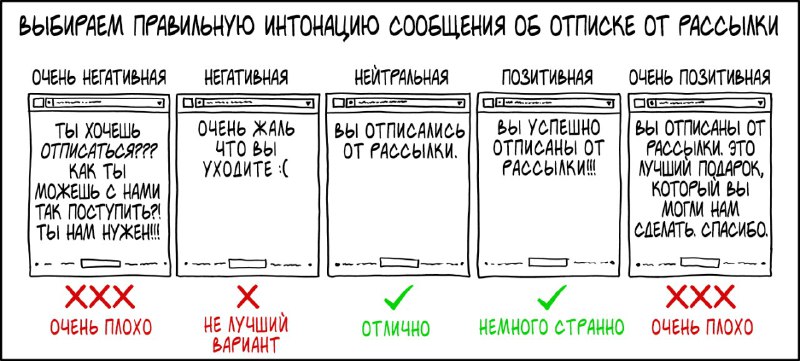 ВЫБИРАЕМ ПРАВИЛЬНУЮ ИНТОНАЦИЮ СООБЩЕНИЯ ОБ ОТПИСКЕ ОТ РАССЫЛКИ
ОЧЕНЬ НЕГАТИВНАЯ
ТЫ ХОЧЕШЬ
ОТПИСАТЬСЯ???
КАК ТЫ
МОЖЕШЬ С НАМИ
ТАК ПОСТУПИТЬ?!
ТЫ НАМ НУЖЕН!!!
XXX
ОЧЕНЬ ПЛОХО
НЕГАТИВНАЯ
ОЧЕНЬ ЖАЛЬ
ЧТО ВЫ
УХОДИТЕ :(
X
НЕ ЛУЧШИЙ
ВАРИАНТ
НЕЙТРАЛЬНАЯ
ВЫ ОТПИСАЛИСЬ
ОТ РАССЫЛКИ.
✓
ОТЛИЧНО
ПОЗИТИВНАЯ
ВЫ УСПЕШНО
ОТПИСАНЫ ОТ
РАССЫЛКИ!!!
✓
НЕМНОГО СТРАННО
ОЧЕНЬ ПОЗИТИВНАЯ
ВЫ ОТПИСАНЫ ОТ
РАССЫЛКИ. ЭТО
ЛУЧШИЙ ПОДАРОК,
КОТОРЫЙ ВЫ
МОГЛИ НАМ
СДЕЛАТЬ. СПАСИБО.
XXX
ОЧЕНЬ ПЛОХО